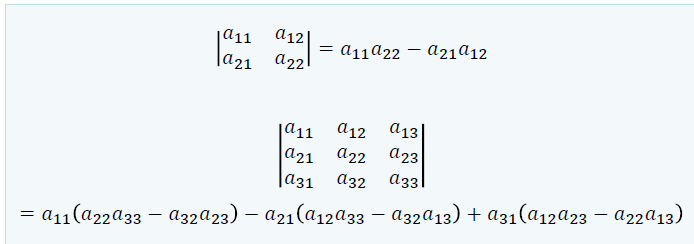 |a₁₁ a₁₂|
|a₂₁ a₂₂| = a₁₁a₂₂ − a₂₁a₁₂
|a₁₁ a₁₂ a₁₃|
|a₂₁ a₂₂ a₂₃|
|a₃₁ a₃₂ a₃₃|
= a₁₁(a₂₂a₃₃ − a₃₂a₂₃) − a₂₁(a₁₂a₃₃ − a₃₂a₁₃) + a₃₁(a₁₂a₂₃ − a₂₂a₁₃)